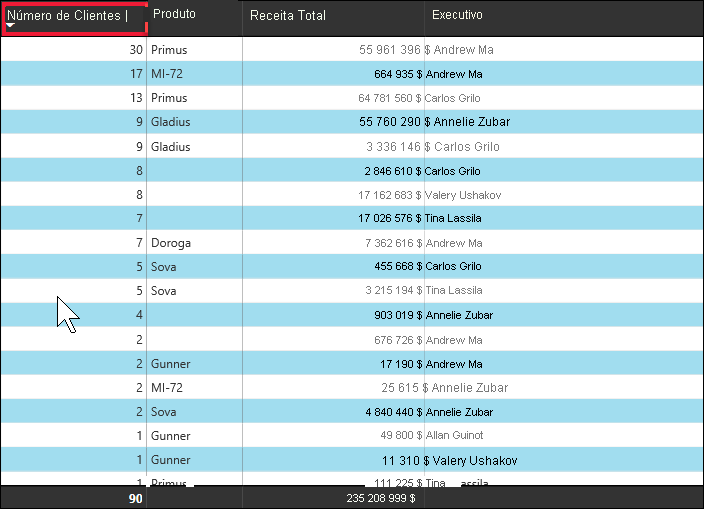 Número de Clientes | Produto Receita Total Executivo
30 Primus 55 961 396 $ Andrew Ma
17 MI-72 664 935 $ Andrew Ma
13 Primus 64 781 560 $ Carlos Grilo
9 Gladius 55 760 290 $ Annelie Zubar
9 Gladius 3 336 146 $ Carlos Grilo
8 2 846 610 $ Carlos Grilo
8 17 162 683 $ Valery Ushakov
7 17 026 576 $ Tina Lassila
7 Doroga 7 362 616 $ Andrew Ma
5 Sova 455 668 $ Carlos Grilo
5 Sova 3 215 194 $ Tina Lassila
4 903 019 $ Annelie Zubar
2 676 726 $ Andrew Ma
2 Gunner 17 190 $ Andrew Ma
2 MI-72 25 615 $ Annelie Zubar
2 Sova 4 840 440 $ Annelie Zubar
1 Gunner 49 800 $ Allan Guinot
1 Gunner 11 310 $ Valery Ushakov
1 Primus 111 225 $ Tina assila
90 235 208 999 $